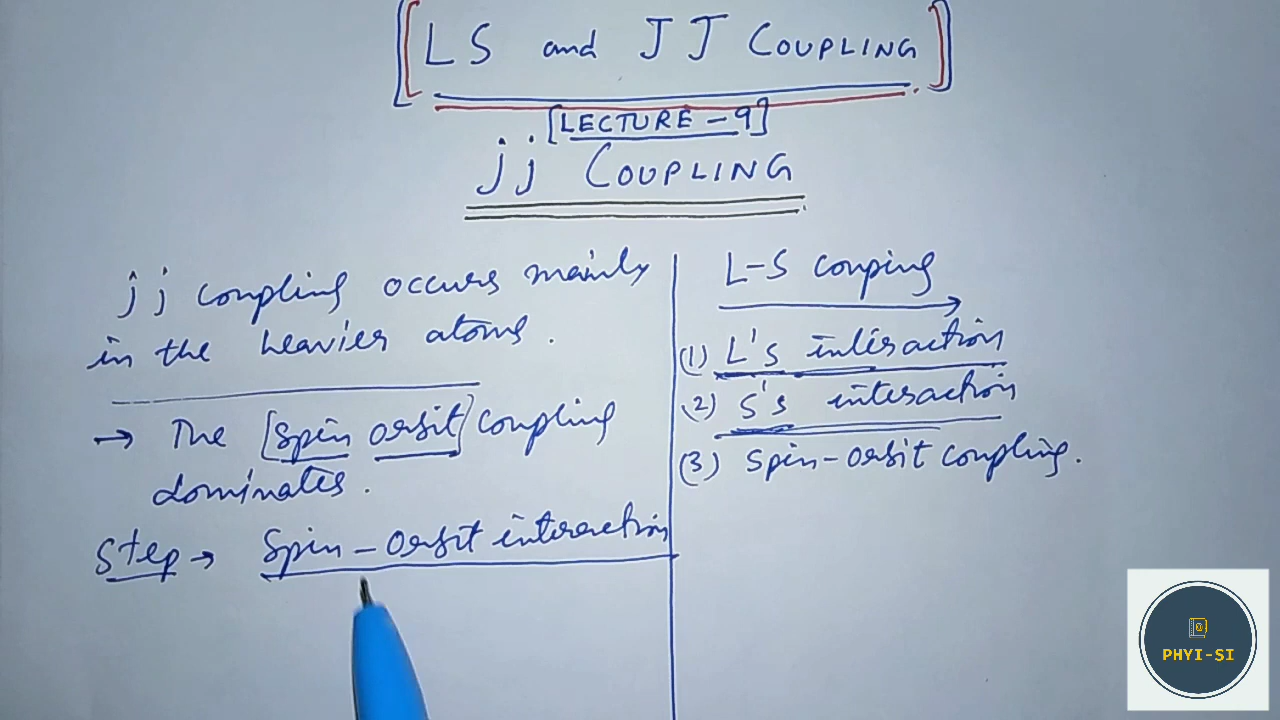 [LS and JJ COUPLING].
[LECTURE-9]
jj COUPLING
jj coupling occurs mainly
in the heavier atoms.
→ The [spin orbit] coupling
dominates.
Step → Spin-orbit interaction
L-S couping
(1) L's interaction
(2) S's interaction
(3) Spin-orbit coupling.
PHYI-SI